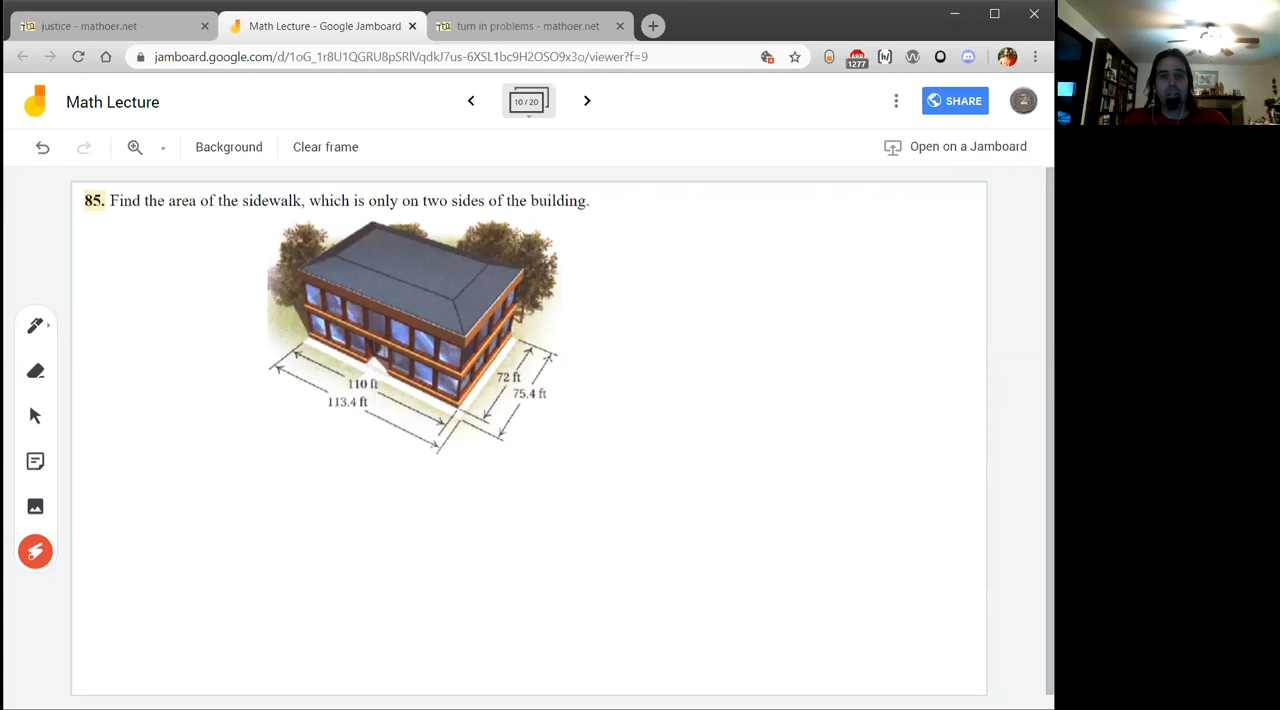 justice - mathoer.net
Math Lecture - Google Jamboard
turn in problems - mathoer.net
jamboard.google.com/d/1oG_1r8U1QGRU8pSRlVqdkJ7us-6XSL1bc9H2OSO9x3o/viewer?f=9
1277
Math Lecture
10 / 20
SHARE
Background
Clear frame
Open on a Jamboard
85. Find the area of the sidewalk, which is only on two sides of the building.
110 ft
113.4 ft
72 ft
75.4 ft